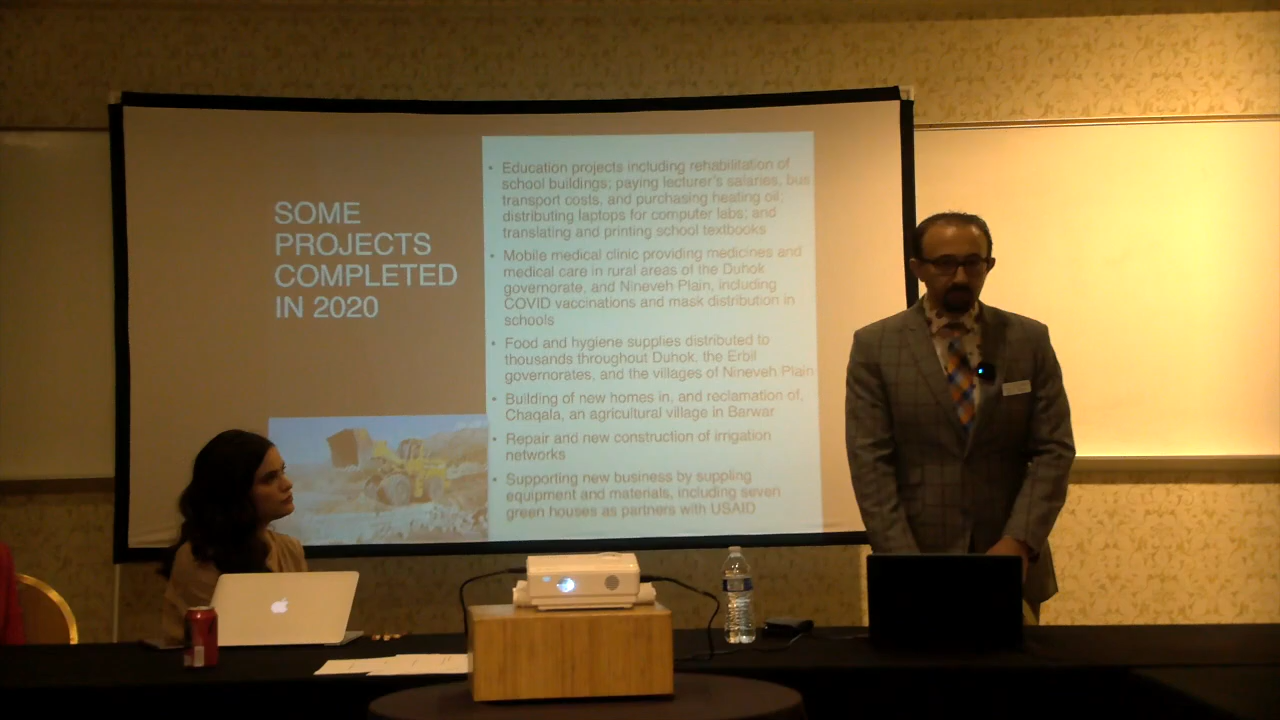 SOME
PROJECTS
COMPLETED
IN 2020
• Education projects including rehabilitation of
school buildings; paying lecturer's salaries, bus
transport costs, and purchasing heating oil;
distributing laptops for computer labs; and
translating and printing school textbooks
• Mobile medical clinic providing medicines and
medical care in rural areas of the Duhok
governorate, and Nineveh Plain, including
COVID vaccinations and mask distribution in
schools
• Food and hygiene supplies distributed to
thousands throughout Duhok, the Erbil
governorates, and the villages of Nineveh Plain
• Building of new homes in, and reclamation of,
Chaqala, an agricultural village in Barwar
• Repair and new construction of irrigation
networks
• Supporting new business by suppling
equipment and materials, including seven
green houses as partners with USAID